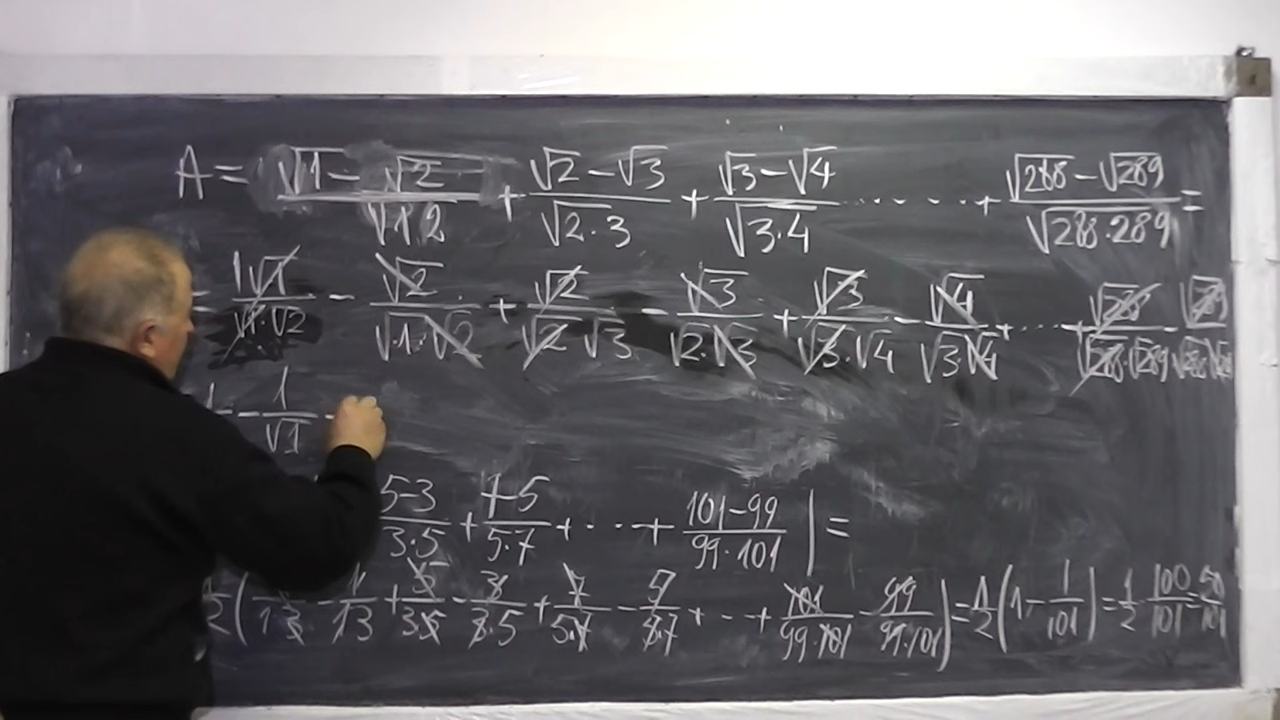 A = √1 - √2 / √1·2 + √2 - √3 / √2·3 + √3 - √4 / √3·4 ······ + √288 - √289 / √288·289 =
= 1√1 / √1·√2 - √2 / √1·√2 + √2 / √2 √3 - √3 / √2·√3 + √3 / √3·√4 - √4 / √3 √4 + ··· + √288 / √288·√289 - √289 / √288 √289
- 1 / √1
5-3 / 3·5 + 7-5 / 5·7 + ··· + 101-99 / 99·101 ) =
1/2 ( 3 / 1·3 - 1 / 1·3 + 5 / 3·5 - 3 / 3·5 + 7 / 5·7 - 5 / 5·7 + ··· + 101 / 99·101 - 99 / 99·101 ) = 1/2 ( 1 - 1 / 101 ) = 1/2 · 100 / 101 = 50 / 101